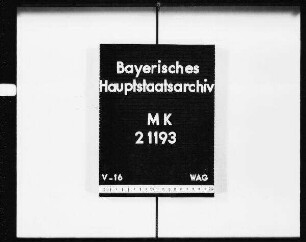 Bayerisches
Hauptstaatsarchiv
MK
21193
V-16 WAG